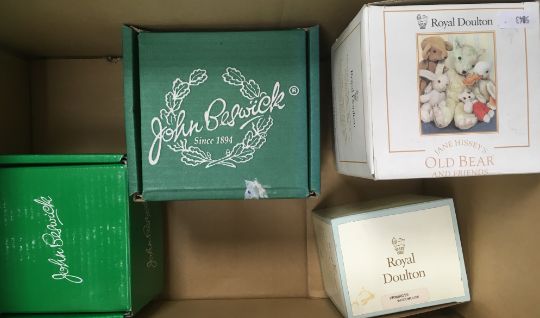 John Beswick ®
Since 1894
John Beswick
Royal Doulton
JANE HISSEY'S
OLD BEAR
AND FRIENDS
Royal
Doulton